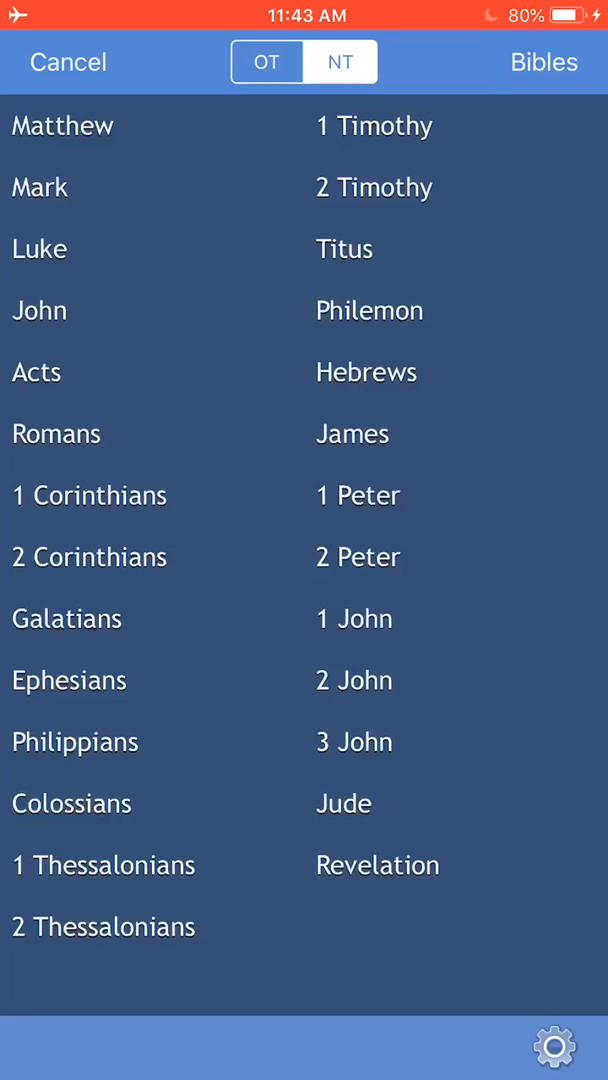 11:43 AM 80%
Cancel OT NT Bibles
Matthew
Mark
Luke
John
Acts
Romans
1 Corinthians
2 Corinthians
Galatians
Ephesians
Philippians
Colossians
1 Thessalonians
2 Thessalonians
1 Timothy
2 Timothy
Titus
Philemon
Hebrews
James
1 Peter
2 Peter
1 John
2 John
3 John
Jude
Revelation